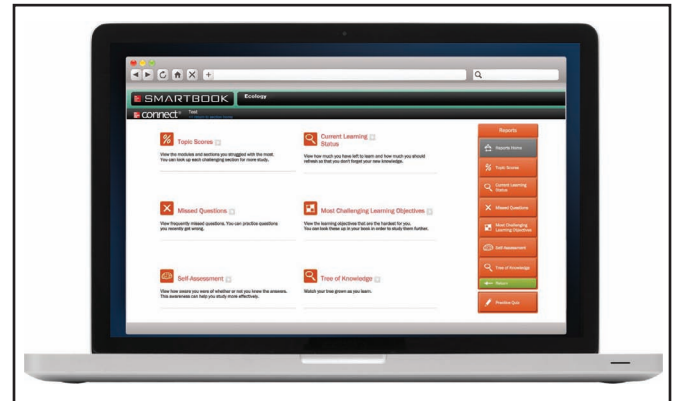 SMARTBOOK Ecology
connect Test
Topic Scores
View the modules and sections you struggled with the most.
You can look up each challenging section for more study.
Current Learning
Status
View how much you have left to learn and how much you should
refresh so that you don't forget your new knowledge.
Missed Questions
View frequently missed questions. You can practice questions
you recently got wrong.
Most Challenging Learning Objectives
View the learning objectives that are the hardest for you.
You can look these up in your book in order to study them further.
Self-Assessment
View how aware you were of whether or not you knew the answers.
This awareness can help you study more effectively.
Tree of Knowledge
Watch your tree grown as you learn.
Reports
Reports Home
Topic Scores
Current Learning
Status
Missed Questions
Most Challenging
Learning Objectives
Self-Assessment
Tree of Knowledge
Return
Practice Quiz